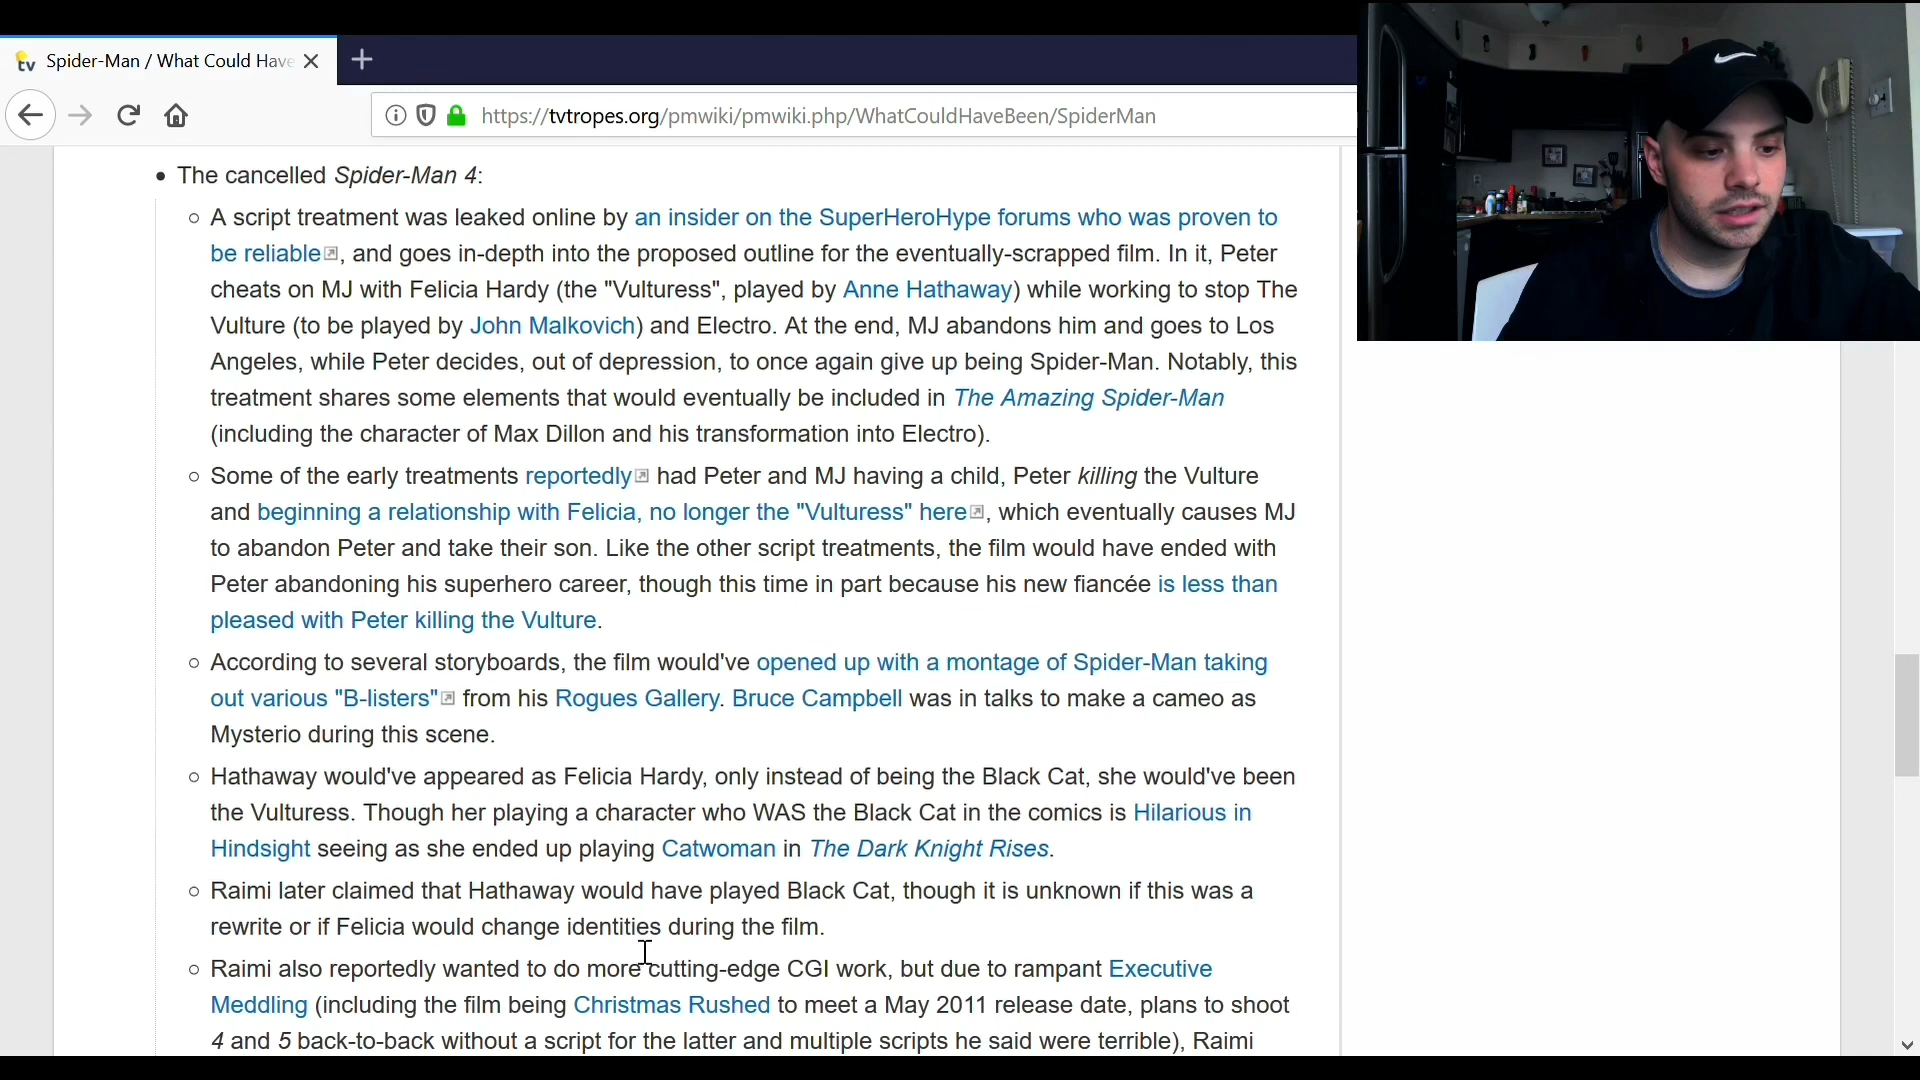 Spider-Man / What Could Have
https://tvtropes.org/pmwiki/pmwiki.php/WhatCouldHaveBeen/SpiderMan
• The cancelled Spider-Man 4:
○ A script treatment was leaked online by an insider on the SuperHeroHype forums who was proven to
be reliable, and goes in-depth into the proposed outline for the eventually-scrapped film. In it, Peter
cheats on MJ with Felicia Hardy (the "Vulturess", played by Anne Hathaway) while working to stop The
Vulture (to be played by John Malkovich) and Electro. At the end, MJ abandons him and goes to Los
Angeles, while Peter decides, out of depression, to once again give up being Spider-Man. Notably, this
treatment shares some elements that would eventually be included in The Amazing Spider-Man
(including the character of Max Dillon and his transformation into Electro).
○ Some of the early treatments reportedly had Peter and MJ having a child, Peter killing the Vulture
and beginning a relationship with Felicia, no longer the "Vulturess" here, which eventually causes MJ
to abandon Peter and take their son. Like the other script treatments, the film would have ended with
Peter abandoning his superhero career, though this time in part because his new fiancée is less than
pleased with Peter killing the Vulture.
○ According to several storyboards, the film would've opened up with a montage of Spider-Man taking
out various "B-listers" from his Rogues Gallery. Bruce Campbell was in talks to make a cameo as
Mysterio during this scene.
○ Hathaway would've appeared as Felicia Hardy, only instead of being the Black Cat, she would've been
the Vulturess. Though her playing a character who WAS the Black Cat in the comics is Hilarious in
Hindsight seeing as she ended up playing Catwoman in The Dark Knight Rises.
○ Raimi later claimed that Hathaway would have played Black Cat, though it is unknown if this was a
rewrite or if Felicia would change identities during the film.
○ Raimi also reportedly wanted to do more cutting-edge CGI work, but due to rampant Executive
Meddling (including the film being Christmas Rushed to meet a May 2011 release date, plans to shoot
4 and 5 back-to-back without a script for the latter and multiple scripts he said were terrible), Raimi